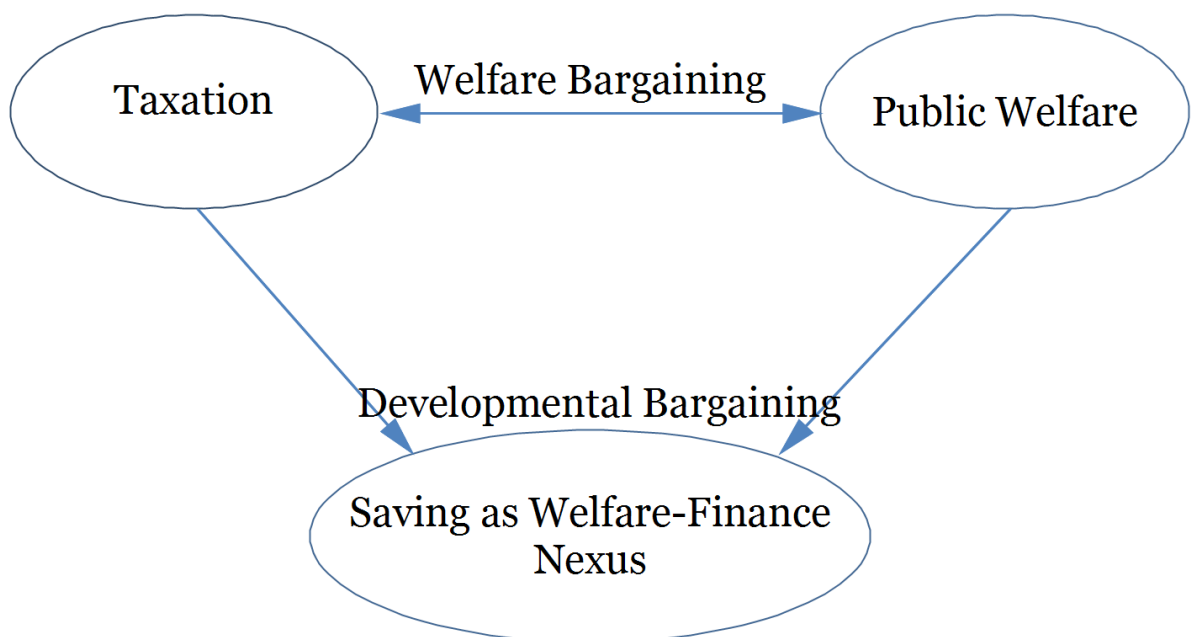 Welfare Bargaining
Taxation
Public Welfare
Developmental Bargaining
Saving as Welfare-Finance
Nexus